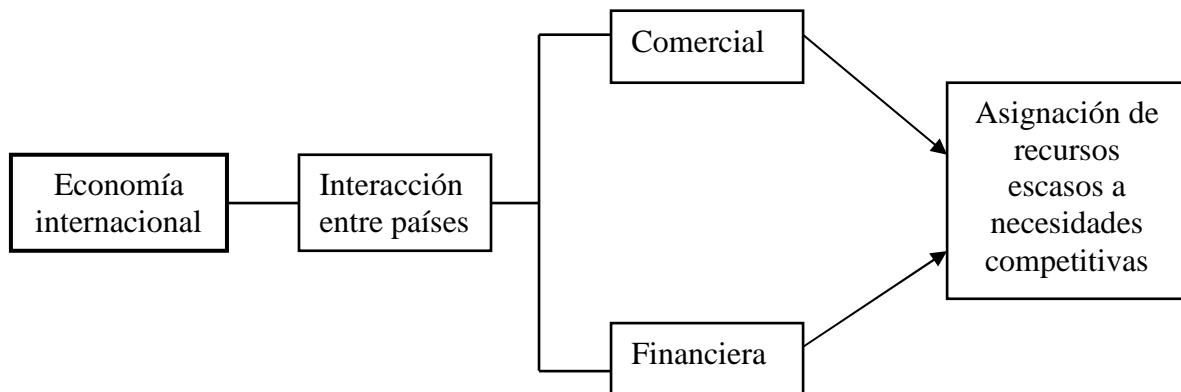 Economía
internacional
Interacción
entre países
Comercial
Financiera
Asignación de
recursos
escasos a
necesidades
competitivas